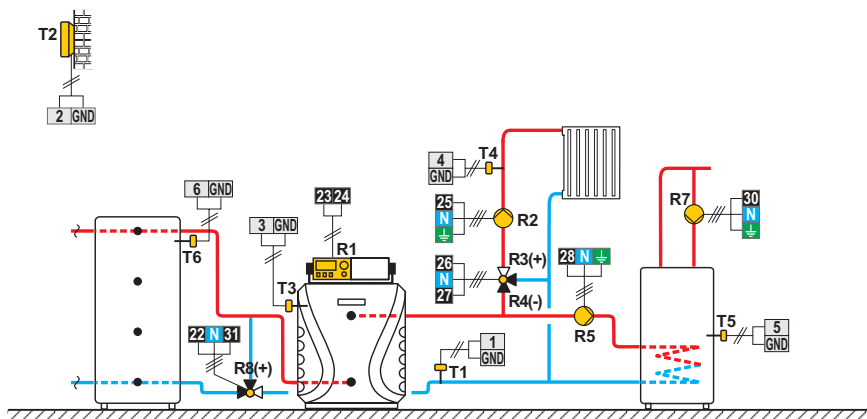 T2
2 GND
6 GND
T6
3 GND
T3
23 24
R1
4
GND
T4
25
N
R2
26
N
27
R3(+)
R4(-)
28 N
R5
R7
30
N
22 N 31
R8(+)
1
GND
T1
T5
5
GND